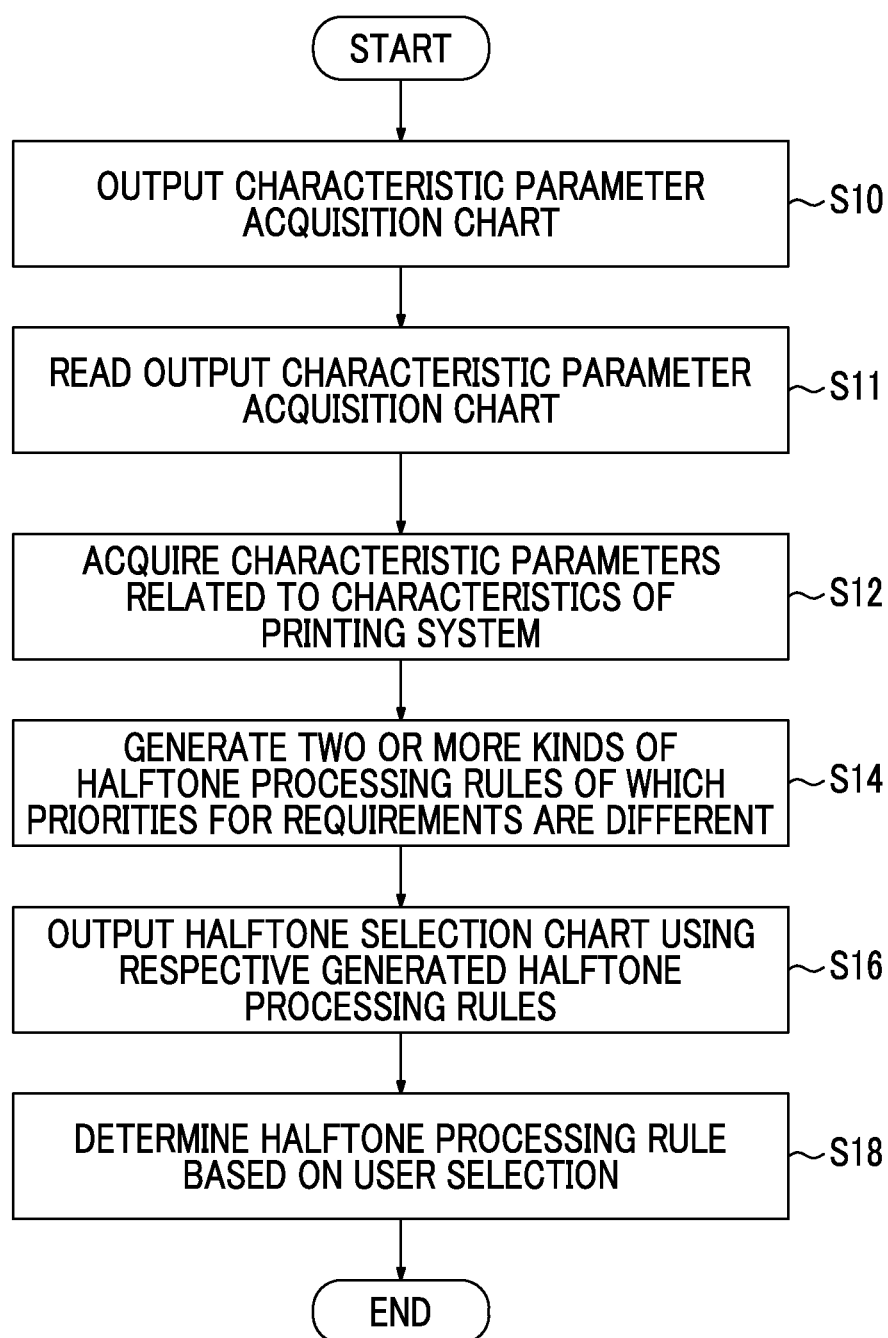 START
OUTPUT CHARACTERISTIC PARAMETER
ACQUISITION CHART
S10
READ OUTPUT CHARACTERISTIC PARAMETER
ACQUISITION CHART
S11
ACQUIRE CHARACTERISTIC PARAMETERS
RELATED TO CHARACTERISTICS OF
PRINTING SYSTEM
S12
GENERATE TWO OR MORE KINDS OF
HALFTONE PROCESSING RULES OF WHICH
PRIORITIES FOR REQUIREMENTS ARE DIFFERENT
S14
OUTPUT HALFTONE SELECTION CHART USING
RESPECTIVE GENERATED HALFTONE
PROCESSING RULES
S16
DETERMINE HALFTONE PROCESSING RULE
BASED ON USER SELECTION
S18
END